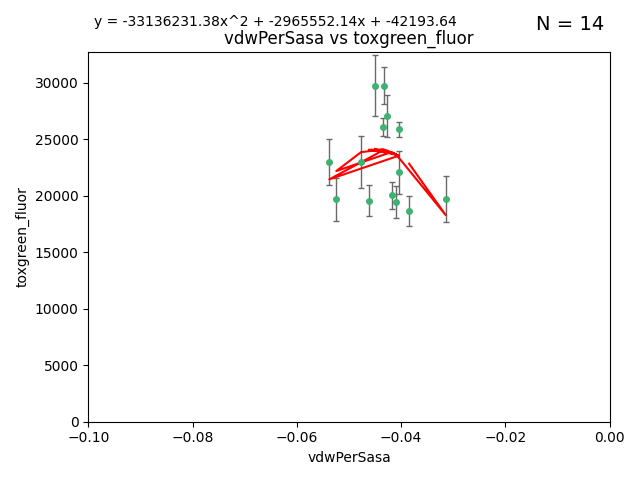 y = -33136231.38x^2 + -2965552.14x + -42193.64
N = 14
vdwPerSasa vs toxgreen_fluor
30000
25000
20000
15000
10000
5000
0
toxgreen_fluor
−0.10
−0.08
−0.06
−0.04
−0.02
0.00
vdwPerSasa